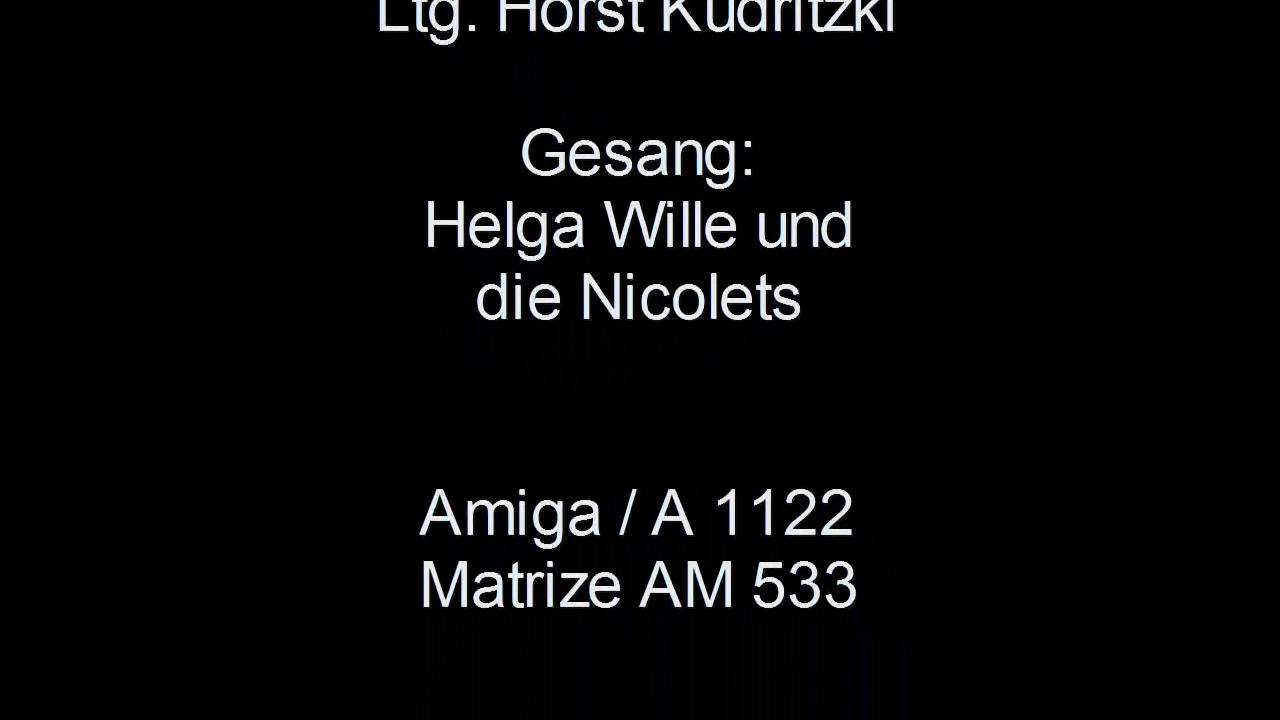 Ltg. Horst Kudritzki
Gesang:
Helga Wille und
die Nicolets
Amiga / A 1122
Matrize AM 533